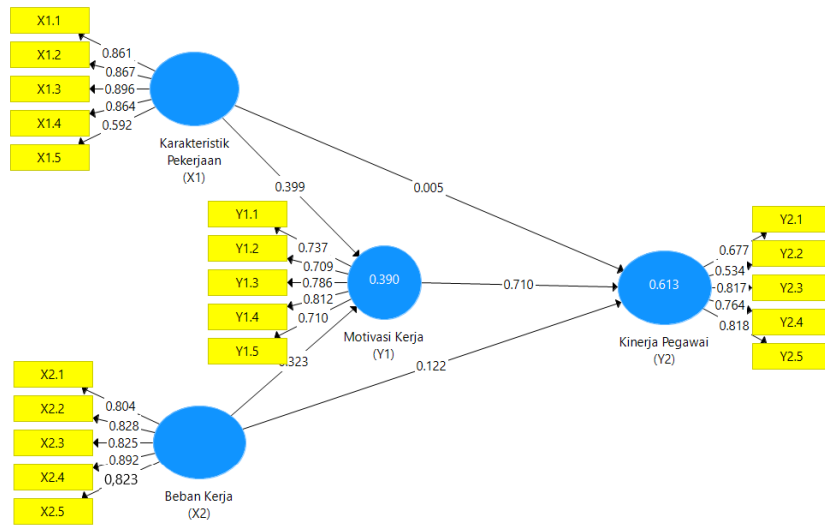 X1.1
X1.2
X1.3
X1.4
X1.5
0.861
0.867
0.896
0.864
0.592
Karakteristik
Pekerjaan
(X1)
0.399
0.005
Y1.1
Y1.2
Y1.3
Y1.4
Y1.5
0.737
0.709
0.786
0.812
0.710
0.390
Motivasi Kerja
(Y1)
0.710
0.323
0.122
0.613
Kinerja Pegawai
(Y2)
0.677
0.534
0.817
0.764
0.818
Y2.1
Y2.2
Y2.3
Y2.4
Y2.5
X2.1
X2.2
X2.3
X2.4
X2.5
0.804
0.828
0.825
0.892
0,823
Beban Kerja
(X2)